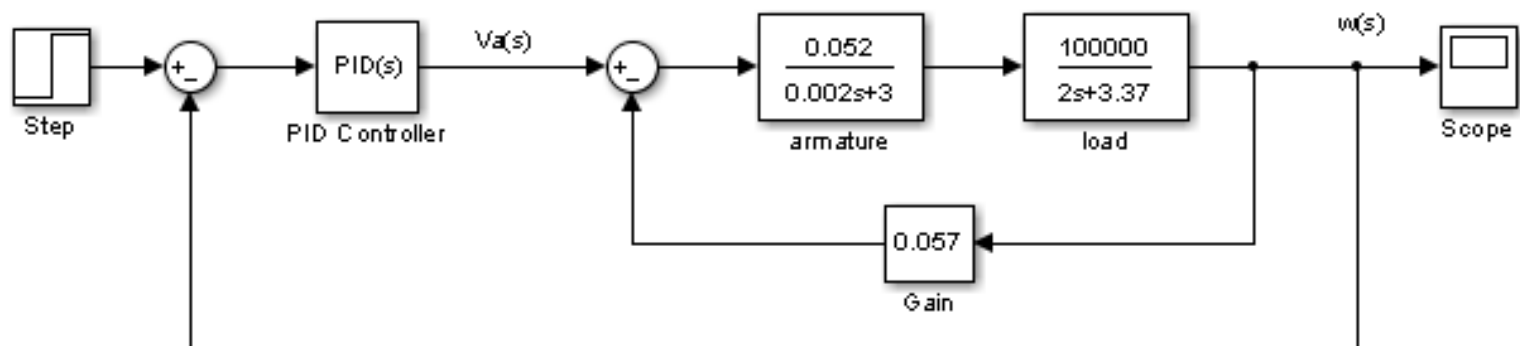 Step
+
−
PID(s)
PID Controller
Va(s)
+
−
0.052
0.002s+3
armature
100000
2s+3.37
load
w(s)
Scope
0.057
Gain